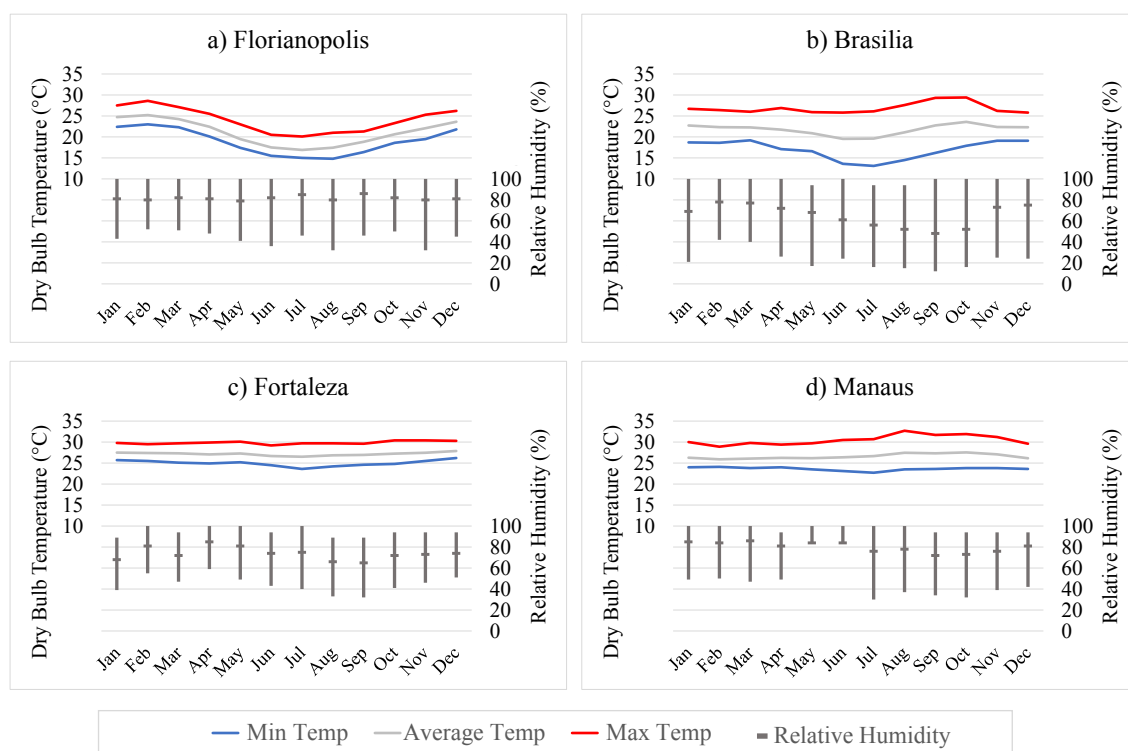 a) Florianopolis
Dry Bulb Temperature (°C)
35
30
25
20
15
10
100
80
60
40
20
0
Relative Humidity (%)
Jan Feb Mar Apr May Jun Jul Aug Sep Oct Nov Dec
b) Brasilia
Dry Bulb Temperature (°C)
35
30
25
20
15
10
100
80
60
40
20
0
Relative Humidity (%)
Jan Feb Mar Apr May Jun Jul Aug Sep Oct Nov Dec
c) Fortaleza
Dry Bulb Temperature (°C)
35
30
25
20
15
10
100
80
60
40
20
0
Relative Humidity (%)
Jan Feb Mar Apr May Jun Jul Aug Sep Oct Nov Dec
d) Manaus
Dry Bulb Temperature (°C)
35
30
25
20
15
10
100
80
60
40
20
0
Relative Humidity (%)
Jan Feb Mar Apr May Jun Jul Aug Sep Oct Nov Dec
Min Temp Average Temp Max Temp Relative Humidity